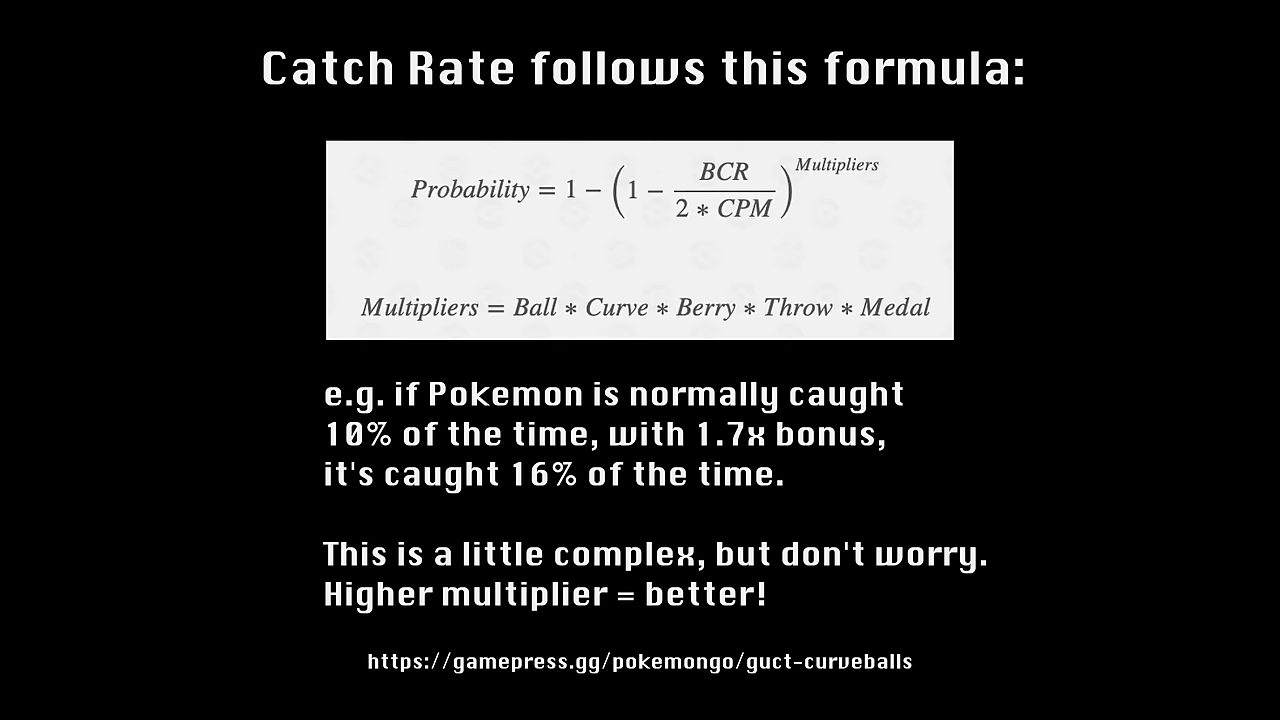 Catch Rate follows this formula:
Probability = 1 − (1 − BCR / 2 * CPM)^Multipliers
Multipliers = Ball * Curve * Berry * Throw * Medal
e.g. if Pokemon is normally caught
10% of the time, with 1.7x bonus,
it's caught 16% of the time.
This is a little complex, but don't worry.
Higher multiplier = better!
https://gamepress.gg/pokemongo/guct-curveballs